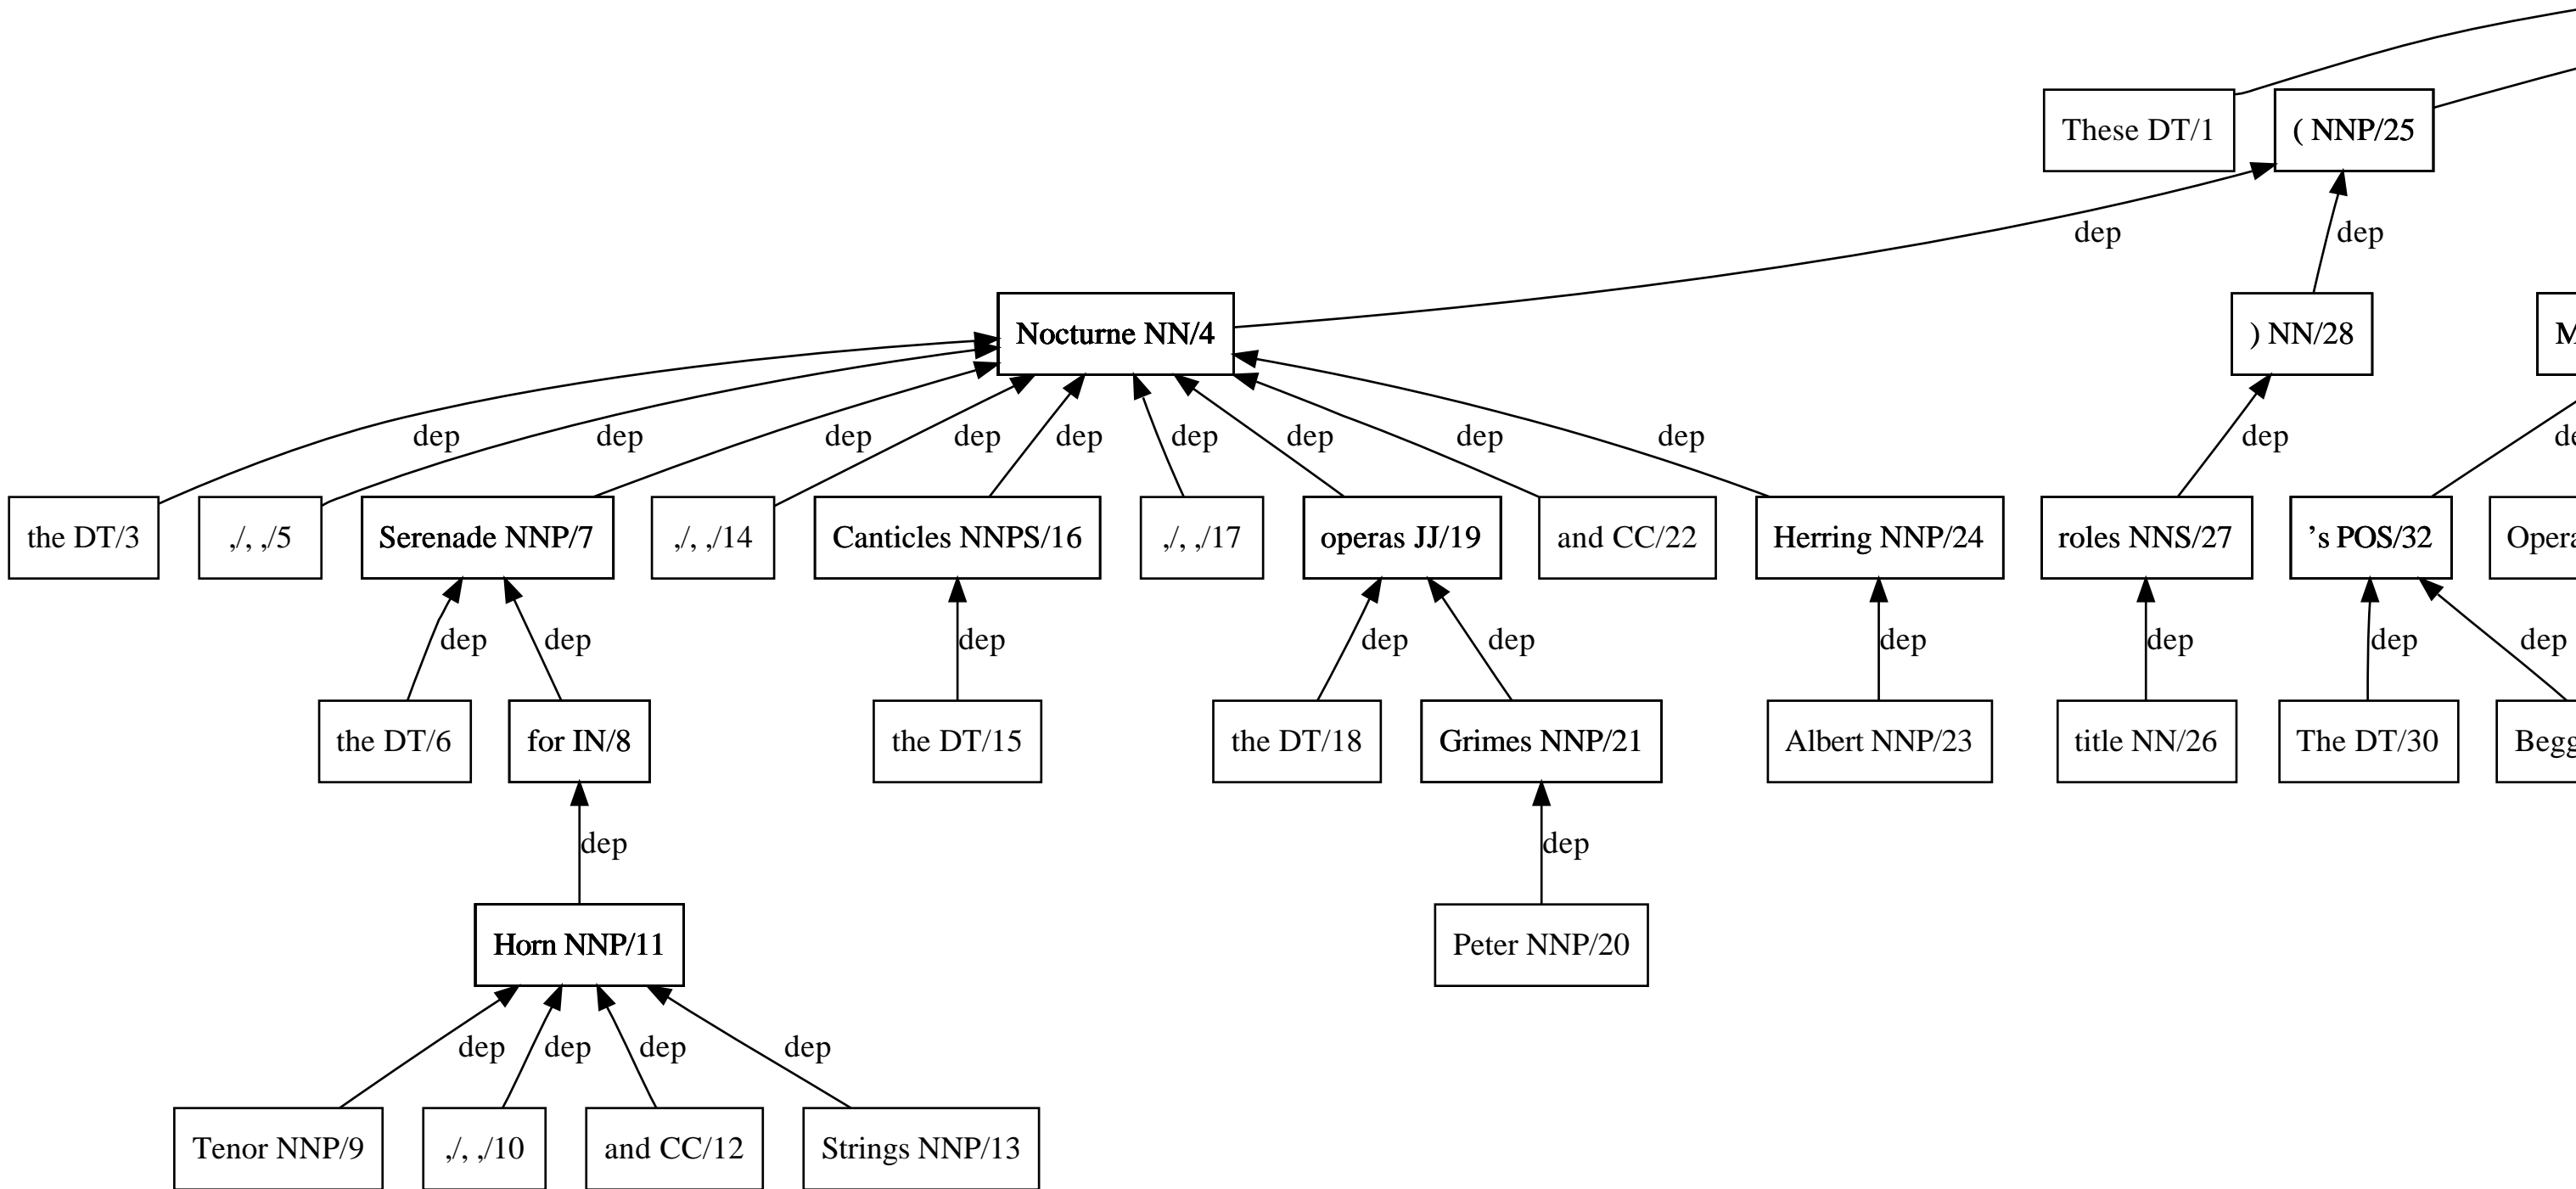 These DT/1 ( NNP/25
dep dep
Nocturne NN/4 ) NN/28 M
dep dep dep dep dep dep dep dep dep dep de
the DT/3 ,/, ,/5 Serenade NNP/7 ,/, ,/14 Canticles NNPS/16 ,/, ,/17 operas JJ/19 and CC/22 Herring NNP/24 roles NNS/27 's POS/32 Opera
dep dep dep dep dep dep dep dep dep
the DT/6 for IN/8 the DT/15 the DT/18 Grimes NNP/21 Albert NNP/23 title NN/26 The DT/30 Begg
dep dep
Horn NNP/11 Peter NNP/20
dep dep dep dep
Tenor NNP/9 ,/, ,/10 and CC/12 Strings NNP/13